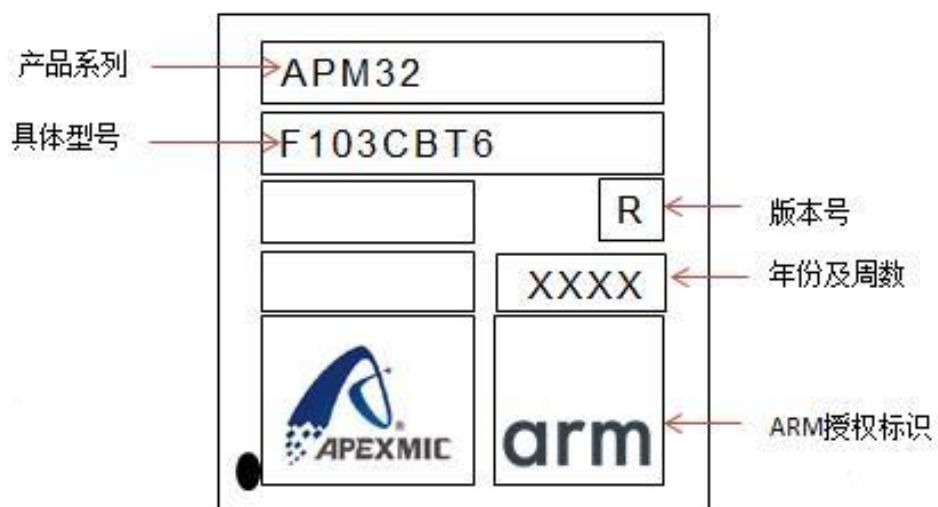 产品系列
APM32
具体型号
F103CBT6
R
版本号
XXXX
年份及周数
APEXMIC®
arm
ARM授权标识